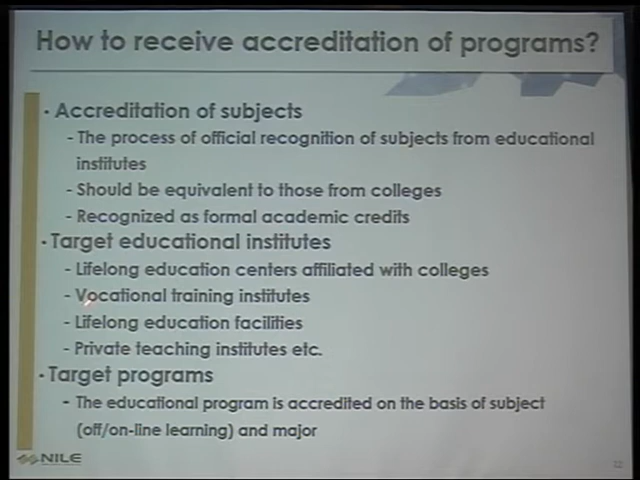 How to receive accreditation of programs?
· Accreditation of subjects
- The process of official recognition of subjects from educational
institutes
- Should be equivalent to those from colleges
- Recognized as formal academic credits
· Target educational institutes
- Lifelong education centers affiliated with colleges
- Vocational training institutes
- Lifelong education facilities
- Private teaching institutes etc.
· Target programs
- The educational program is accredited on the basis of subject
(off/on-line learning) and major
NILE